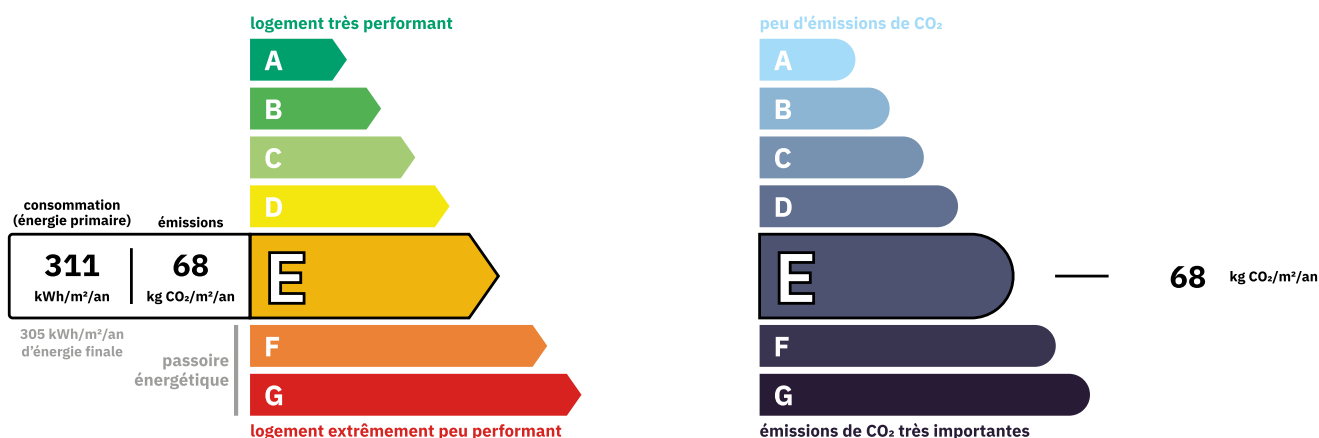 logement très performant
A
B
C
D
consommation
(énergie primaire)
émissions
311
kWh/m²/an
68
kg CO₂/m²/an
E
305 kWh/m²/an
d'énergie finale
passoire
énergétique
F
G
logement extrêmement peu performant
peu d'émissions de CO₂
A
B
C
D
E
68
kg CO₂/m²/an
F
G
émissions de CO₂ très importantes